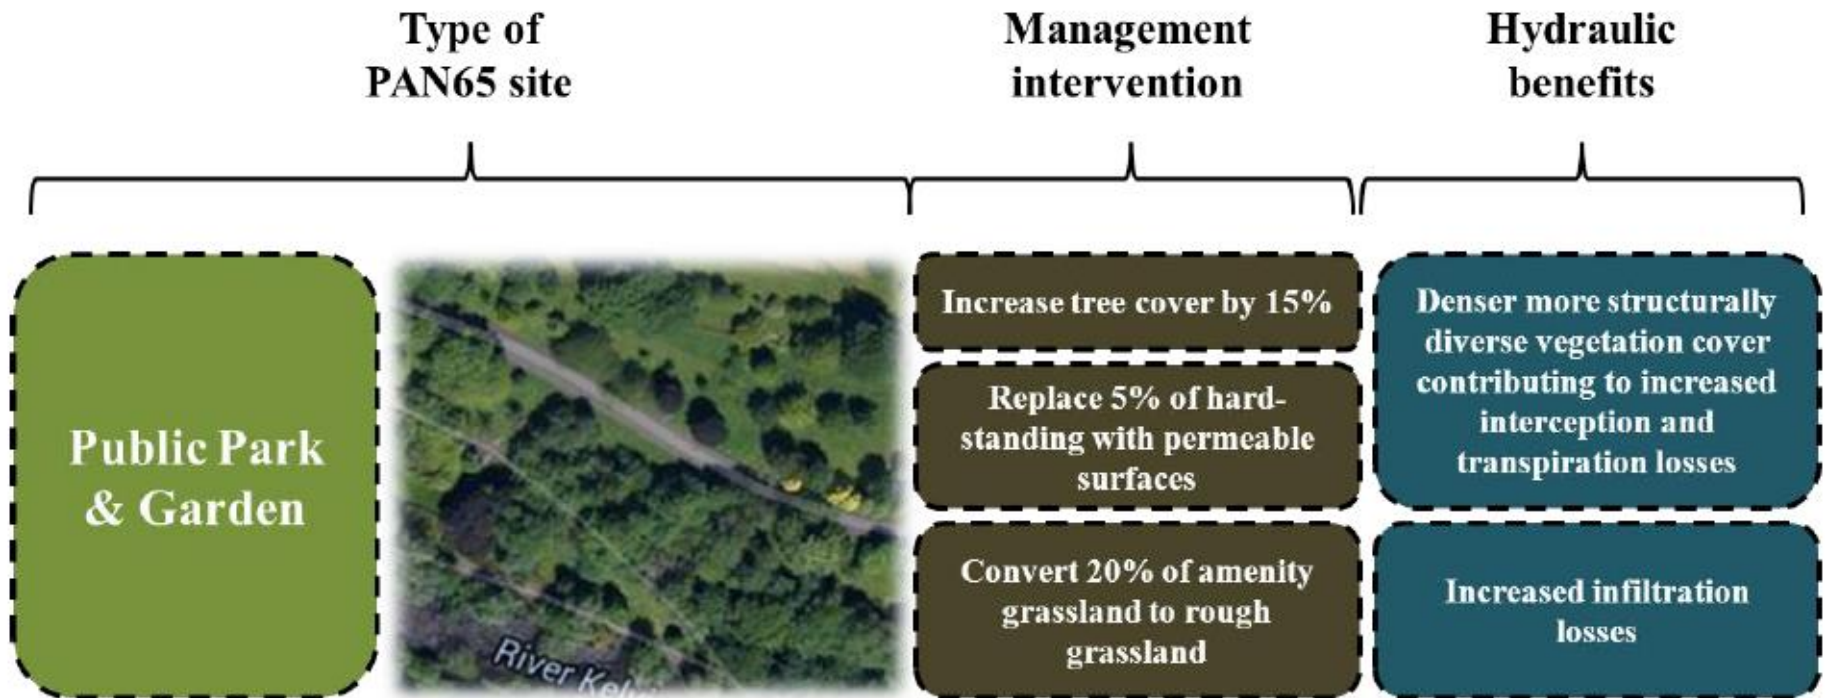 Type of
PAN65 site
Management
intervention
Hydraulic
benefits
Public Park
& Garden
River
Increase tree cover by 15%
Replace 5% of hard-
standing with permeable
surfaces
Convert 20% of amenity
grassland to rough
grassland
Denser more structurally
diverse vegetation cover
contributing to increased
interception and
transpiration losses
Increased infiltration
losses